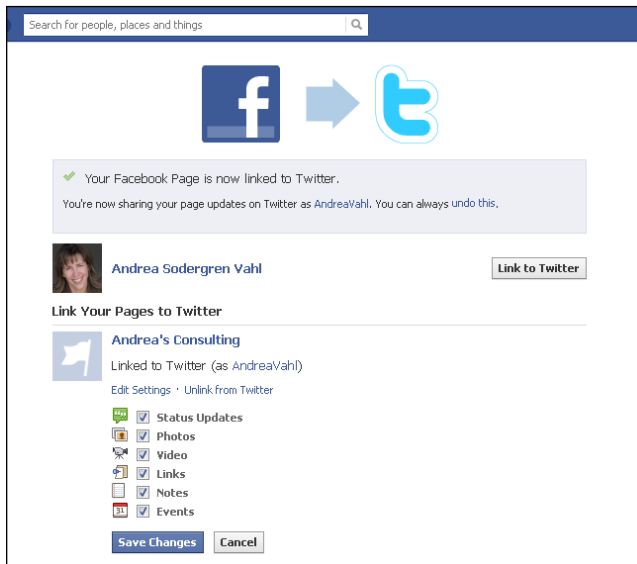 Search for people, places and things
Your Facebook Page is now linked to Twitter.
You're now sharing your page updates on Twitter as AndreaVahl. You can always undo this.
Andrea Sodergren Vahl
Link to Twitter
Link Your Pages to Twitter
Andrea's Consulting
Linked to Twitter (as AndreaVahl)
Edit Settings · Unlink from Twitter
Status Updates
Photos
Video
Links
Notes
31 Events
Save Changes Cancel